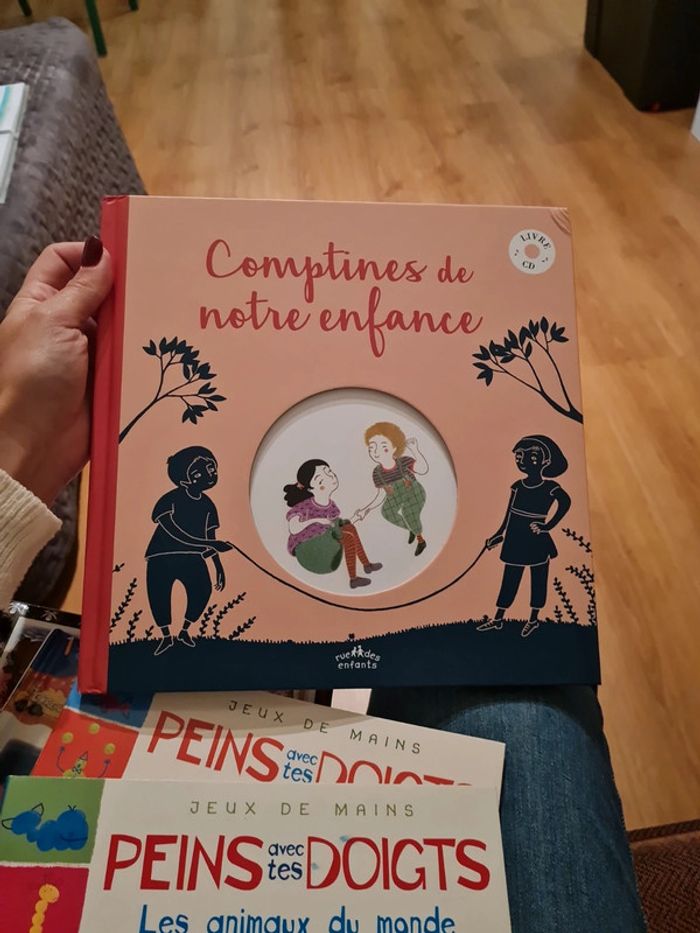 Comptines de
notre enfance
LIVRE
CD
rue des
enfants
JEUX DE MAINS
PEINS avec tes DOIGTS
JEUX DE MAINS
PEINS avec tes DOIGTS
Les animaux du monde